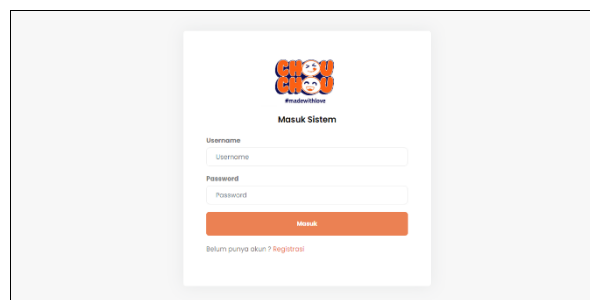 CHOU
CHOU
#madewithlove
Masuk Sistem
Username
Username
Password
Password
Masuk
Belum punya akun ? Registrasi